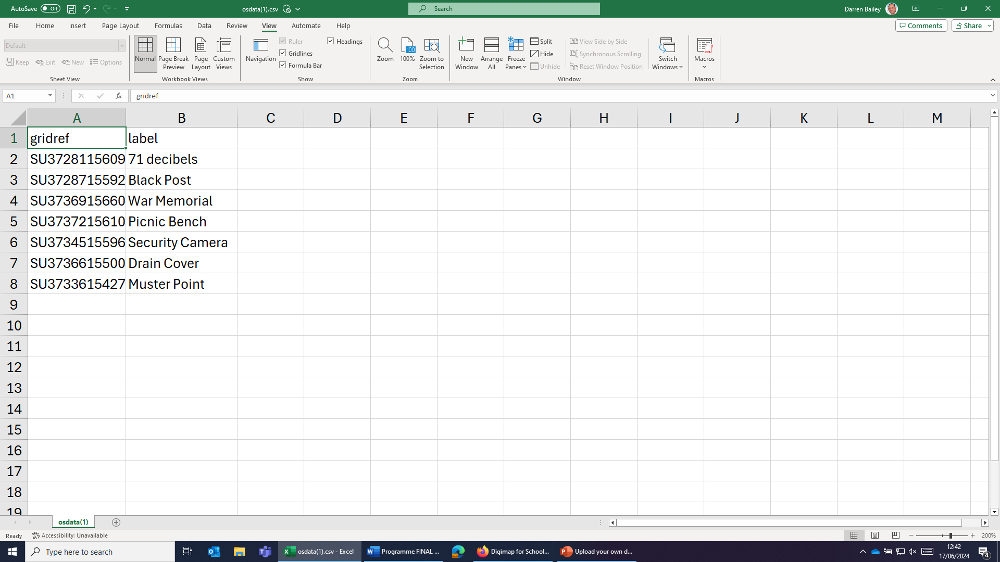 AutoSave Off osdata(1).csv Search Darren Bailey
File Home Insert Page Layout Formulas Data Review View Automate Help Comments Share
Default
Keep Exit New Options
Sheet View
Normal Page Break Preview Page Layout Custom Views
Workbook Views
Navigation Ruler Gridlines Formula Bar Headings
Show
Zoom 100 100% Zoom to Selection
Zoom
New Window Arrange All Freeze Panes Split Hide Unhide View Side by Side Synchronous Scrolling Reset Window Position Switch Windows
Window
Macros
Macros
A1 fx gridref
A B C D E F G H I J K L M
1 gridref label
2 SU3728115609 71 decibels
3 SU3728715592 Black Post
4 SU3736915660 War Memorial
5 SU3737215610 Picnic Bench
6 SU3734515596 Security Camera
7 SU3736615500 Drain Cover
8 SU3733615427 Muster Point
9
10
11
12
13
14
15
16
17
18
19
osdata(1)
Ready Accessibility: Unavailable 200%
Type here to search osdata(1).csv - Excel Programme FINAL ... Digimap for School... Upload your own d... 12:42
17/06/2024 4